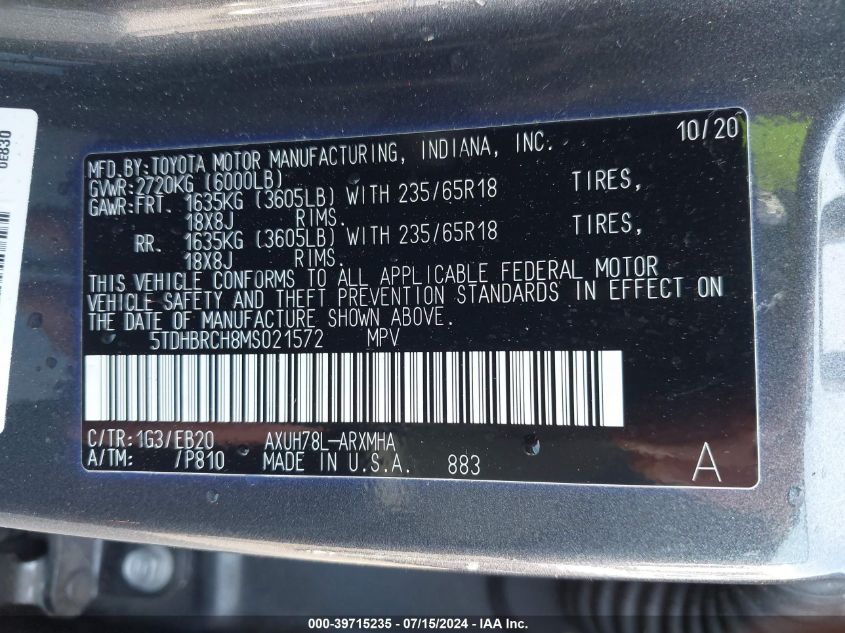 0E830
10/20
MFD.BY:TOYOTA MOTOR MANUFACTURING, INDIANA, INC.
GVWR:2720KG (6000LB)
GAWR:FRT. 1635KG (3605LB) WITH 235/65R18 TIRES,
18X8J RIMS.
RR. 1635KG (3605LB) WITH 235/65R18 TIRES,
18X8J RIMS.
THIS VEHICLE CONFORMS TO ALL APPLICABLE FEDERAL MOTOR
VEHICLE SAFETY AND THEFT PREVENTION STANDARDS IN EFFECT ON
THE DATE OF MANUFACTURE SHOWN ABOVE.
5TDHBRCH8MS021572 MPV
C/TR:1G3/EB20 AXUH78L-ARXMHA
A/TM: /P810 MADE IN U.S.A. 883
A
000-39715235 - 07/15/2024 - © IAA, Inc.